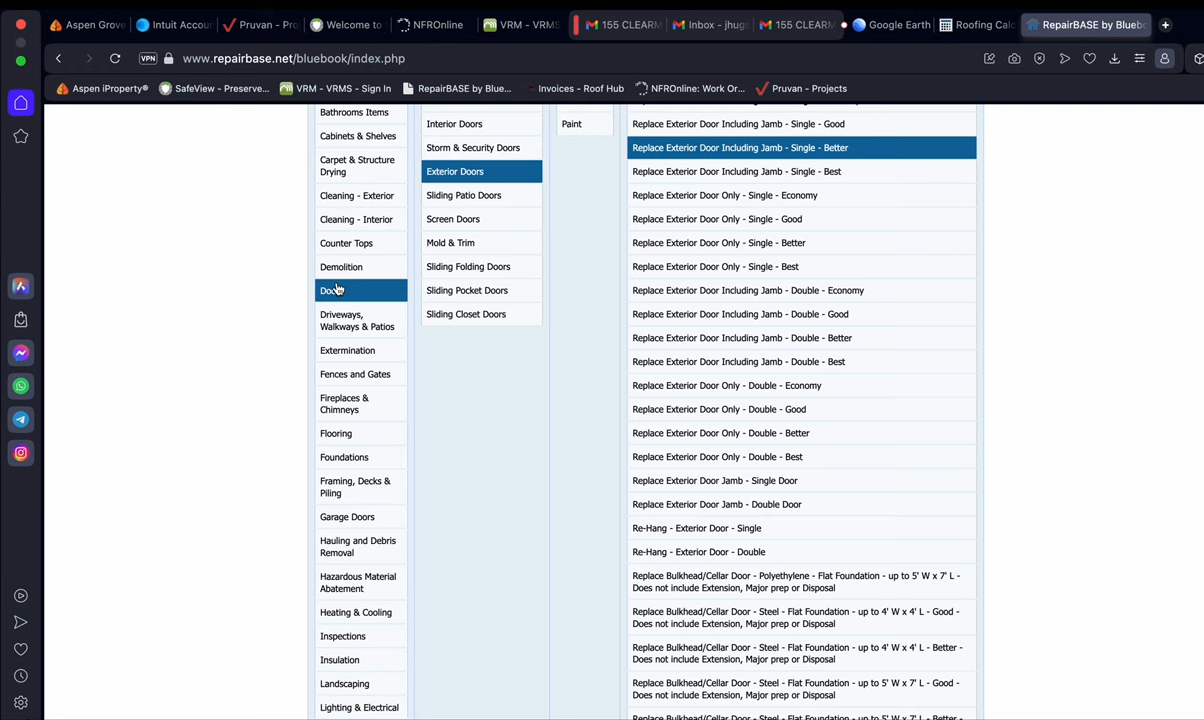 Aspen Grove
Intuit Accou
Pruvan - Pro
Welcome to
NFROnline
VRM - VRMS
155 CLEARM
Inbox - jhug
155 CLEARM
Google Earth
Roofing Calc
RepairBASE by Blueb
VPN
www.repairbase.net/bluebook/index.php
Aspen iProperty®
SafeView - Preserve...
VRM - VRMS - Sign In
RepairBASE by Blue...
Invoices - Roof Hub
NFROnline: Work Or...
Pruvan - Projects
Bathrooms Items
Cabinets & Shelves
Carpet & Structure
Drying
Cleaning - Exterior
Cleaning - Interior
Counter Tops
Demolition
Driveways,
Walkways & Patios
Extermination
Fences and Gates
Fireplaces &
Chimneys
Flooring
Foundations
Framing, Decks &
Piling
Garage Doors
Hauling and Debris
Removal
Hazardous Material
Abatement
Heating & Cooling
Inspections
Insulation
Landscaping
Lighting & Electrical
Interior Doors
Storm & Security Doors
Exterior Doors
Sliding Patio Doors
Screen Doors
Mold & Trim
Sliding Folding Doors
Sliding Pocket Doors
Sliding Closet Doors
Paint
Replace Exterior Door Including Jamb - Single - Good
Replace Exterior Door Including Jamb - Single - Better
Replace Exterior Door Including Jamb - Single - Best
Replace Exterior Door Only - Single - Economy
Replace Exterior Door Only - Single - Good
Replace Exterior Door Only - Single - Better
Replace Exterior Door Only - Single - Best
Replace Exterior Door Including Jamb - Double - Economy
Replace Exterior Door Including Jamb - Double - Good
Replace Exterior Door Including Jamb - Double - Better
Replace Exterior Door Including Jamb - Double - Best
Replace Exterior Door Only - Double - Economy
Replace Exterior Door Only - Double - Good
Replace Exterior Door Only - Double - Better
Replace Exterior Door Only - Double - Best
Replace Exterior Door Jamb - Single Door
Replace Exterior Door Jamb - Double Door
Re-Hang - Exterior Door - Single
Re-Hang - Exterior Door - Double
Replace Bulkhead/Cellar Door - Polyethylene - Flat Foundation - up to 5' W x 7' L -
Does not include Extension, Major prep or Disposal
Replace Bulkhead/Cellar Door - Steel - Flat Foundation - up to 4' W x 4' L - Good -
Does not include Extension, Major prep or Disposal
Replace Bulkhead/Cellar Door - Steel - Flat Foundation - up to 4' W x 4' L - Better -
Does not include Extension, Major prep or Disposal
Replace Bulkhead/Cellar Door - Steel - Flat Foundation - up to 5' W x 7' L - Good -
Does not include Extension, Major prep or Disposal
Replace Bulkhead/Cellar Door - Steel - Flat Foundation - up to 5' W x 7' L - Better -